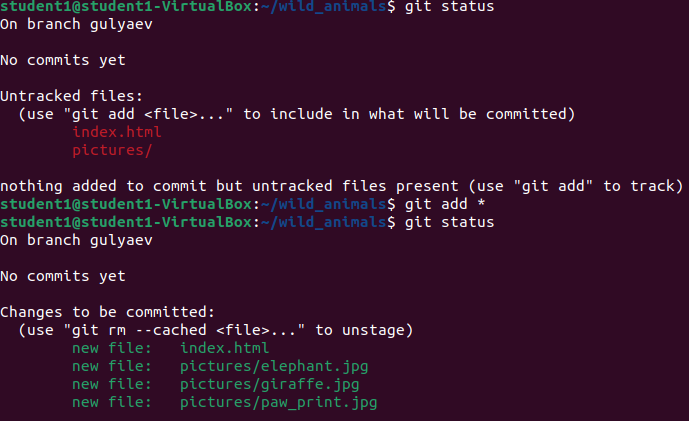 student1@student1-VirtualBox:~/wild_animals$ git status
On branch gulyaev
No commits yet
Untracked files:
(use "git add <file>..." to include in what will be committed)
index.html
pictures/
nothing added to commit but untracked files present (use "git add" to track)
student1@student1-VirtualBox:~/wild_animals$ git add *
student1@student1-VirtualBox:~/wild_animals$ git status
On branch gulyaev
No commits yet
Changes to be committed:
(use "git rm --cached <file>..." to unstage)
new file:   index.html
new file:   pictures/elephant.jpg
new file:   pictures/giraffe.jpg
new file:   pictures/paw_print.jpg